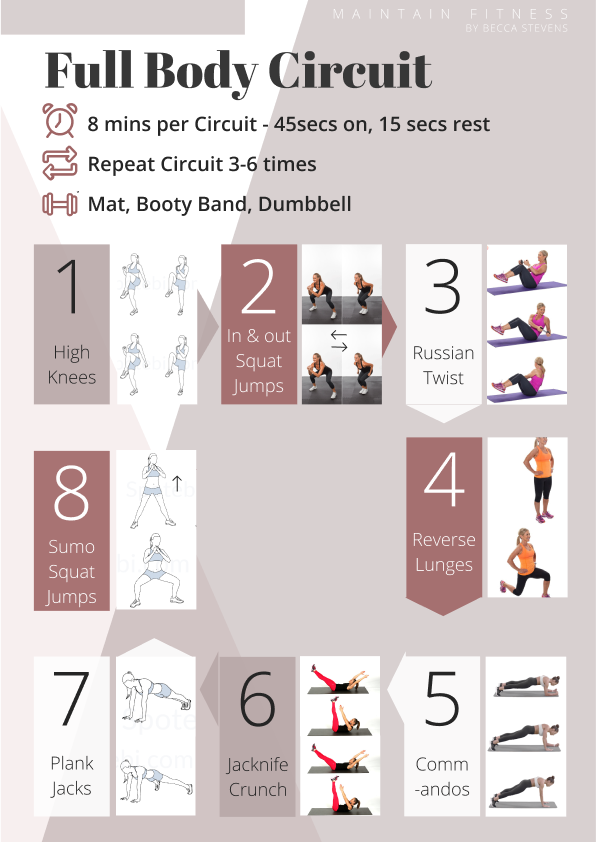 MAINTAIN FITNESS
BY BECCA STEVENS
Full Body Circuit
8 mins per Circuit - 45secs on, 15 secs rest
Repeat Circuit 3-6 times
Mat, Booty Band, Dumbbell
1
High
Knees
2
In & out
Squat
Jumps
3
Russian
Twist
4
Reverse
Lunges
5
Comm
-andos
6
Jacknife
Crunch
7
Plank
Jacks
8
Sumo
Squat
Jumps